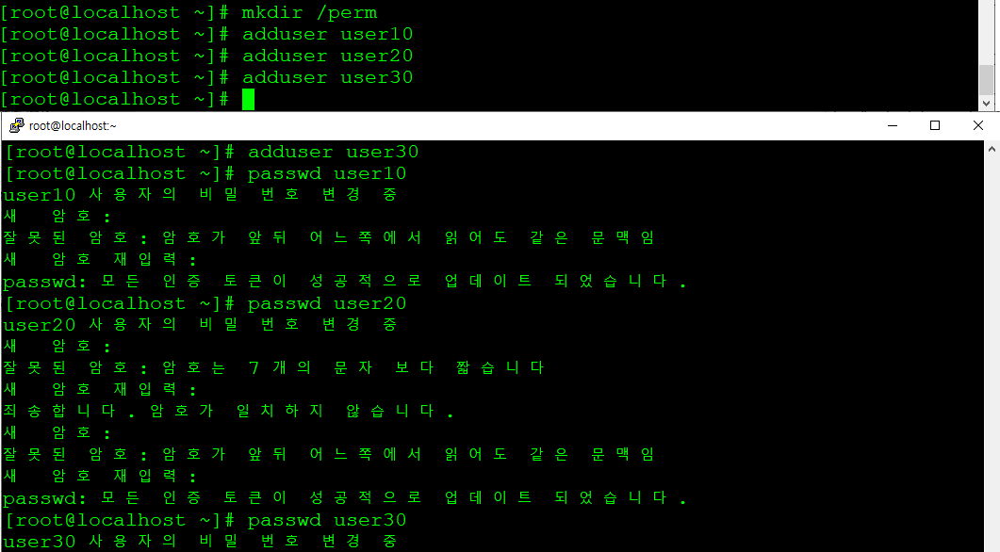 [root@localhost ~]# mkdir /perm
[root@localhost ~]# adduser user10
[root@localhost ~]# adduser user20
[root@localhost ~]# adduser user30
[root@localhost ~]#
root@localhost:~
[root@localhost ~]# adduser user30
[root@localhost ~]# passwd user10
user10 사용자의 비밀 번호 변경 중
새 암호:
잘못된 암호: 암호가 앞뒤 어느쪽에서 읽어도 같은 문맥임
새 암호 재입력:
passwd: 모든 인증 토큰이 성공적으로 업데이트 되었습니다.
[root@localhost ~]# passwd user20
user20 사용자의 비밀 번호 변경 중
새 암호:
잘못된 암호: 암호는 7 개의 문자 보다 짧습니다
새 암호 재입력:
죄송합니다. 암호가 일치하지 않습니다.
새 암호:
잘못된 암호: 암호가 앞뒤 어느쪽에서 읽어도 같은 문맥임
새 암호 재입력:
passwd: 모든 인증 토큰이 성공적으로 업데이트 되었습니다.
[root@localhost ~]# passwd user30
user30 사용자의 비밀 번호 변경 중